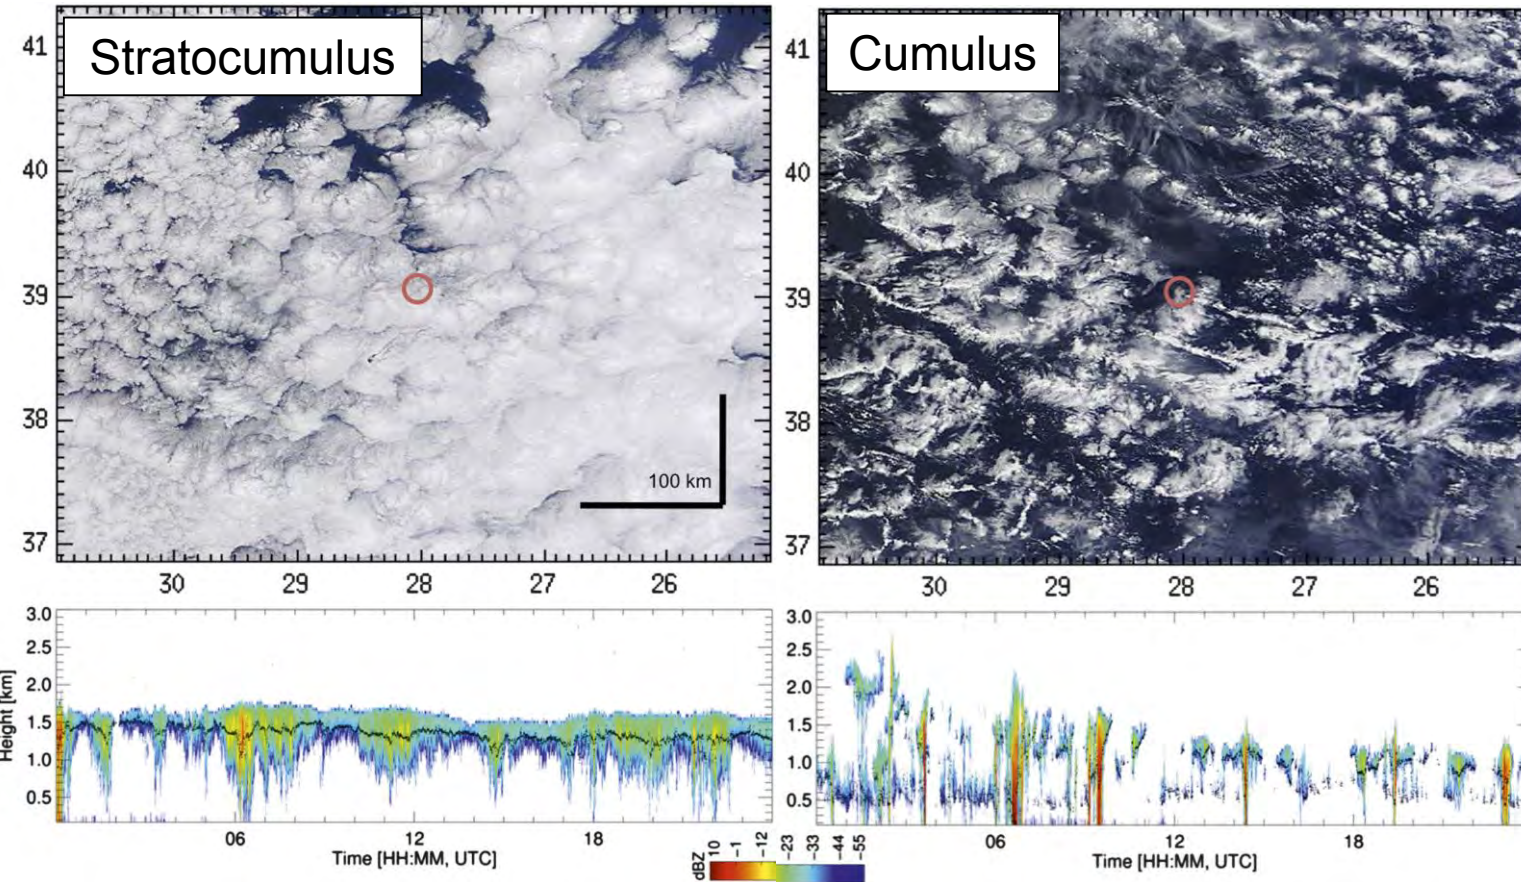 Stratocumulus
Cumulus
41
40
39
38
37
100 km
30 29 28 27 26
41
40
39
38
37
30 29 28 27 26
Height [km]
3.0
2.5
2.0
1.5
1.0
0.5
06 12 18
Time [HH:MM, UTC]
3.0
2.5
2.0
1.5
1.0
0.5
06 12 18
Time [HH:MM, UTC]
dBZ 10 -1 -12 -23 -33 -44 -55